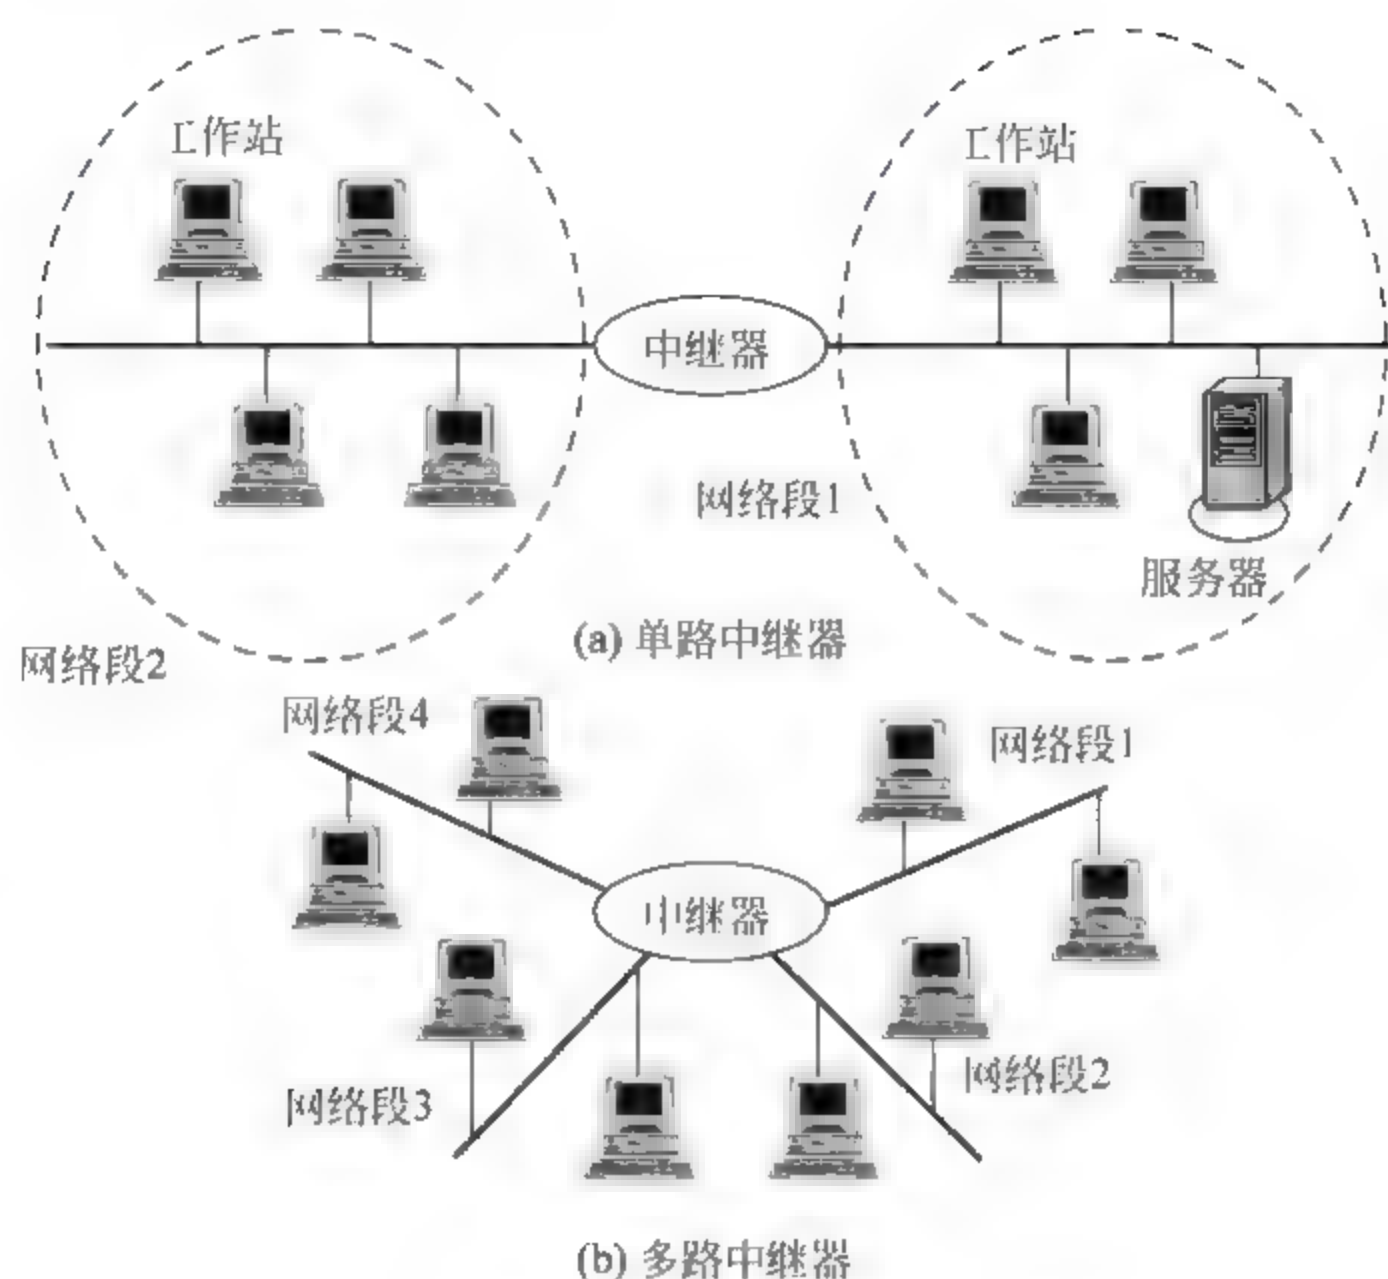 工作站
工作站
中继器
网络段1
服务器
(a) 单路中继器
网络段2
网络段4
网络段1
中继器
网络段2
网络段3
(b) 多路中继器